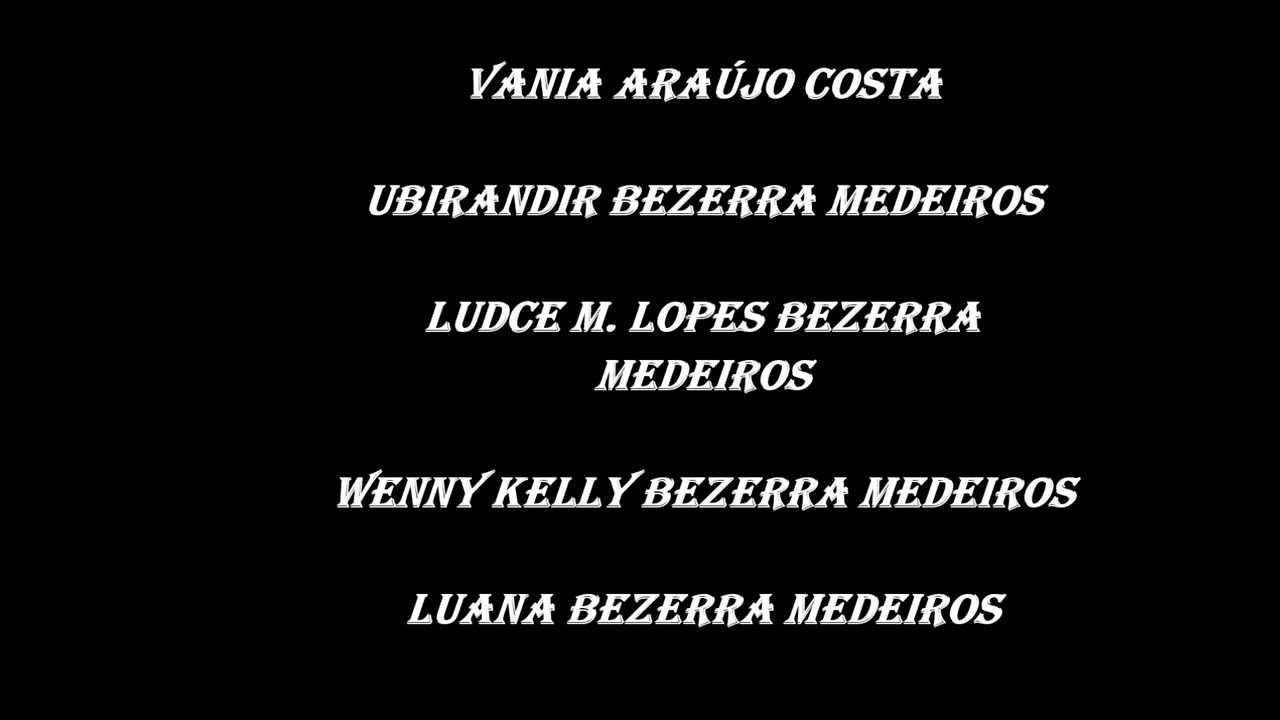 VANIA ARAÚJO COSTA
UBIRANDIR BEZERRA MEDEIROS
LUDCE M. LOPES BEZERRA
MEDEIROS
WENNY KELLY BEZERRA MEDEIROS
LUANA BEZERRA MEDEIROS